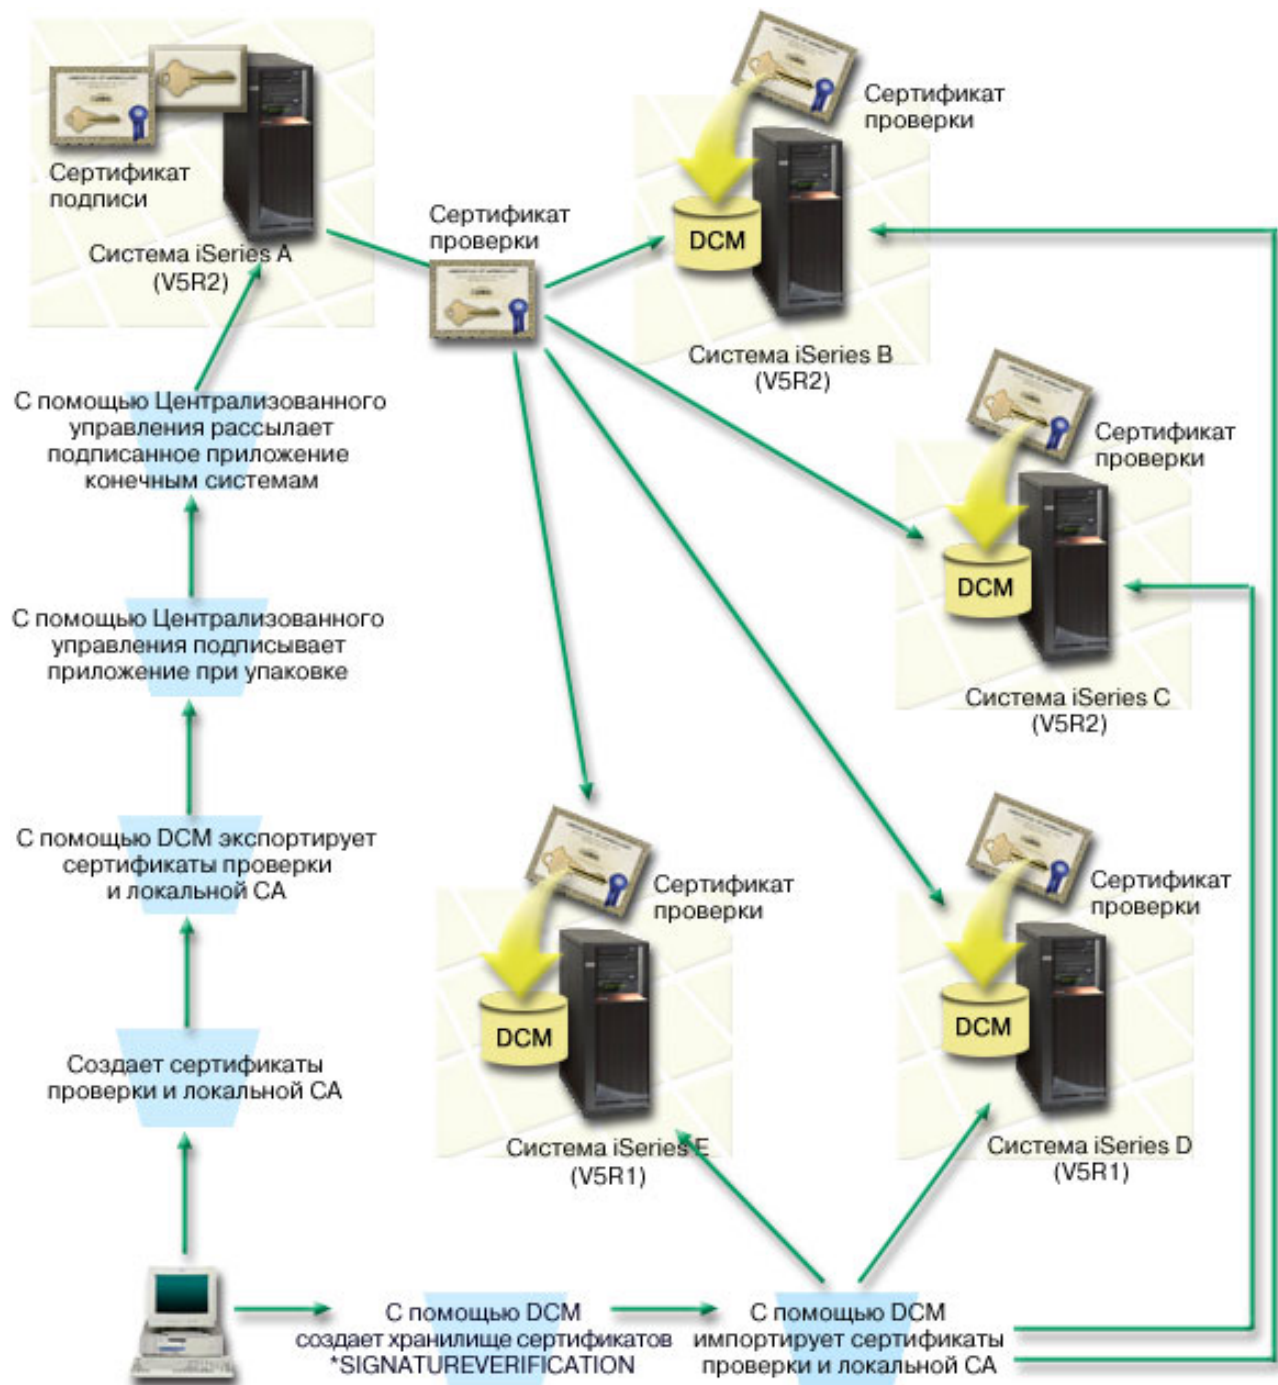 Сертификат
подписи
Система iSeries A
(V5R2)
Сертификат
проверки
Сертификат
проверки
DCM
Система iSeries B
(V5R2)
Сертификат
проверки
DCM
Система iSeries C
(V5R2)
С помощью Централизованного
управления рассылает
подписанное приложение
конечным системам
С помощью Централизованного
управления подписывает
приложение при упаковке
С помощью DCM экспортирует
сертификаты проверки
и локальной CA
Создает сертификаты
проверки и локальной CA
Сертификат
проверки
DCM
Система iSeries E
(V5R1)
Сертификат
проверки
DCM
Система iSeries D
(V5R1)
С помощью DCM
создает хранилище сертификатов
*SIGNATUREVERIFICATION
С помощью DCM
импортирует сертификаты
проверки и локальной CA